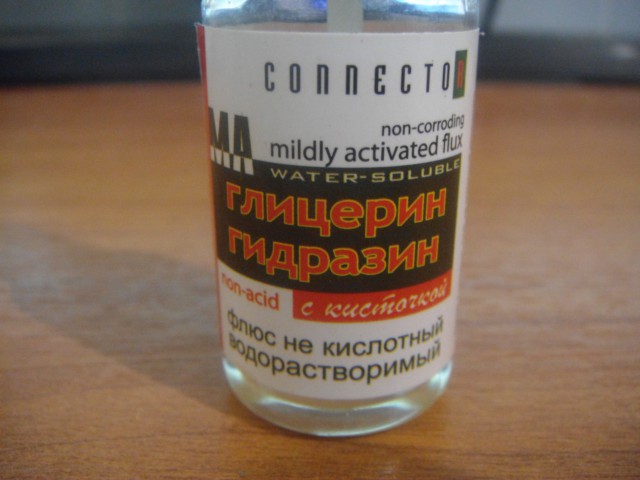 CONNECTOR
non-corroding
MA mildly activated flux
WATER-SOLUBLE
глицерин
гидразин
non-acid с кисточкой
флюс не кислотный
водорастворимый